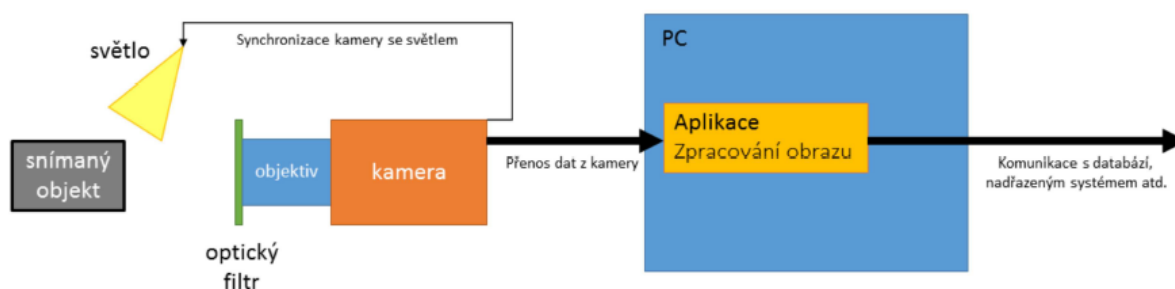 světlo
Synchronizace kamery se světlem
snímaný
objekt
optický
filtr
objektiv
kamera
Přenos dat z kamery
PC
Aplikace
Zpracování obrazu
Komunikace s databází,
nadřazeným systémem atd.